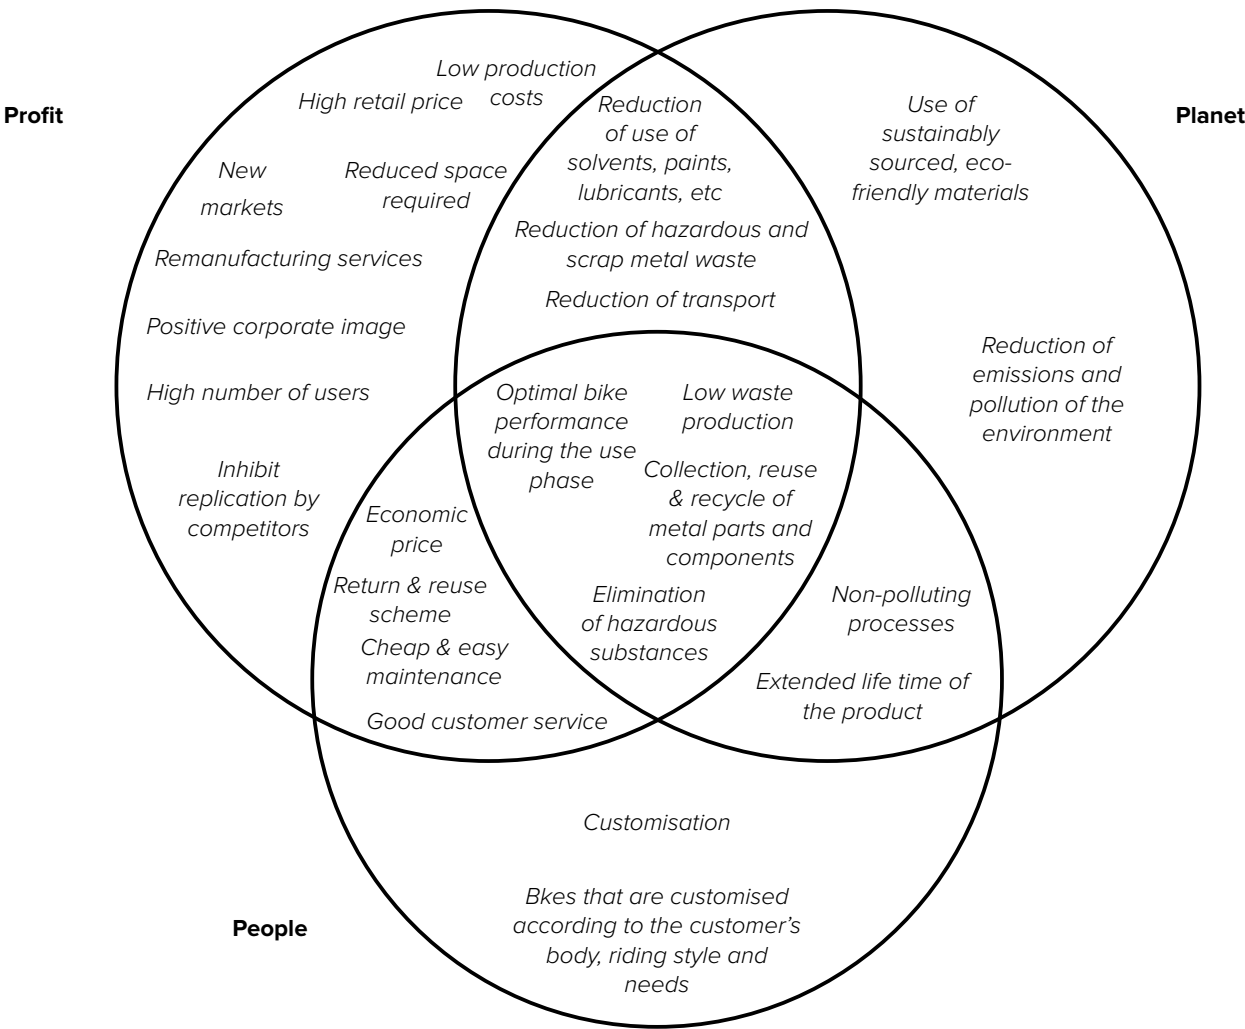 Profit
Planet
People
Low production
costs
High retail price
New
markets
Reduced space
required
Remanufacturing services
Positive corporate image
High number of users
Inhibit
replication by
competitors
Reduction
of use of
solvents, paints,
lubricants, etc
Reduction of hazardous and
scrap metal waste
Reduction of transport
Use of
sustainably
sourced, eco-
friendly materials
Reduction of
emissions and
pollution of the
environment
Optimal bike
performance
during the use
phase
Low waste
production
Collection, reuse
& recycle of
metal parts and
components
Elimination
of hazardous
substances
Economic
price
Return & reuse
scheme
Cheap & easy
maintenance
Good customer service
Non-polluting
processes
Extended life time of
the product
Customisation
Bkes that are customised
according to the customer’s
body, riding style and
needs